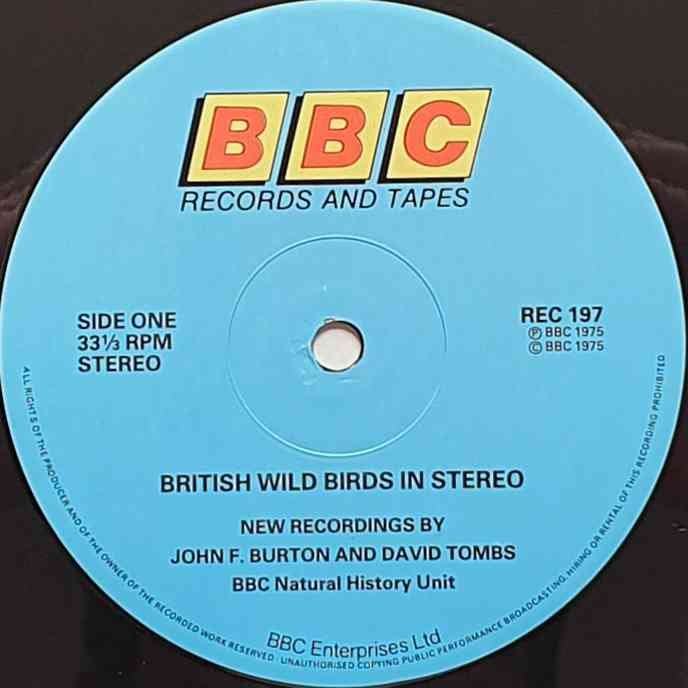 BBC
RECORDS AND TAPES
SIDE ONE
33⅓ RPM
STEREO
REC 197
Ⓟ BBC 1975
© BBC 1975
BRITISH WILD BIRDS IN STEREO
NEW RECORDINGS BY
JOHN F. BURTON AND DAVID TOMBS
BBC Natural History Unit
BBC Enterprises Ltd
ALL RIGHTS OF THE PRODUCER AND OF THE OWNER OF THE RECORDED WORK RESERVED · UNAUTHORISED COPYING PUBLIC PERFORMANCE BROADCASTING, HIRING OR RENTAL OF THIS RECORDING PROHIBITED